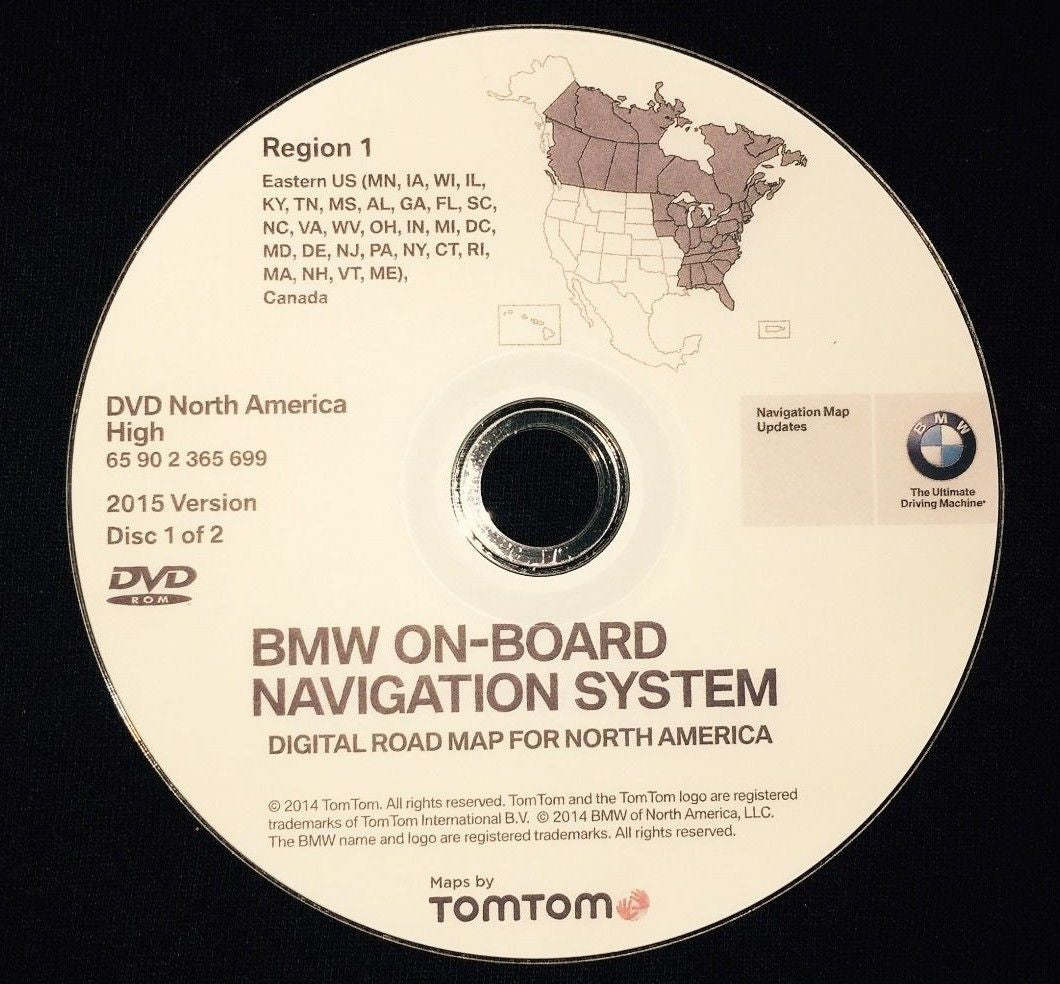 Region 1
Eastern US (MN, IA, WI, IL,
KY, TN, MS, AL, GA, FL, SC,
NC, VA, WV, OH, IN, MI, DC,
MD, DE, NJ, PA, NY, CT, RI,
MA, NH, VT, ME),
Canada
DVD North America
High
65 90 2 365 699
2015 Version
Disc 1 of 2
DVD
ROM
Navigation Map
Updates
BMW
The Ultimate
Driving Machine®
BMW ON-BOARD
NAVIGATION SYSTEM
DIGITAL ROAD MAP FOR NORTH AMERICA
© 2014 TomTom. All rights reserved. TomTom and the TomTom logo are registered
trademarks of TomTom International B.V. © 2014 BMW of North America, LLC.
The BMW name and logo are registered trademarks. All rights reserved.
Maps by
TOMTOM